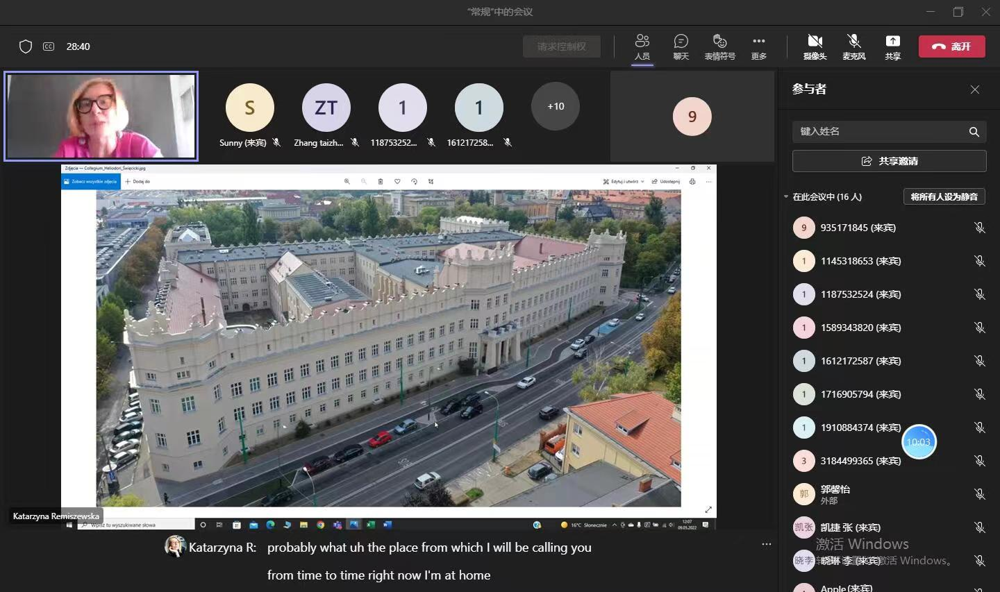 “常规”中的会议
CC
28:40
请求控制权
人员
聊天
表情符号
更多
摄像头
麦克风
共享
离开
S
ZT
1
1
+10
9
Sunny (来宾)
Zhang taizh...
118753252...
161217258...
参与者
键入姓名
共享邀请
在此会议中 (16 人)
将所有人设为静音
9
935171845 (来宾)
1
1145318653 (来宾)
1
1187532524 (来宾)
1
1589343820 (来宾)
1
1612172587 (来宾)
1
1716905794 (来宾)
1
1910884374 (来宾)
10:03
3
3184499365 (来宾)
郭
郭馨怡
外部
凯张
凯捷 张 (来宾)
激活 Windows
晓李
晓琳 李 (来宾)
激活 Windows。
Apple (来宾)
Zdjęcia — Collegium_Heliodori_Święcicki.jpg
Zobacz wszystkie zdjęcia
Dodaj do
Edytuj i utwórz
Udostępnij
Katarzyna Remiszewska
Wpisz tu wyszukiwane słowa
16°C Słonecznie
12:07
09.05.2022
Katarzyna R:
probably what uh the place from which I will be calling you
from time to time right now I'm at home